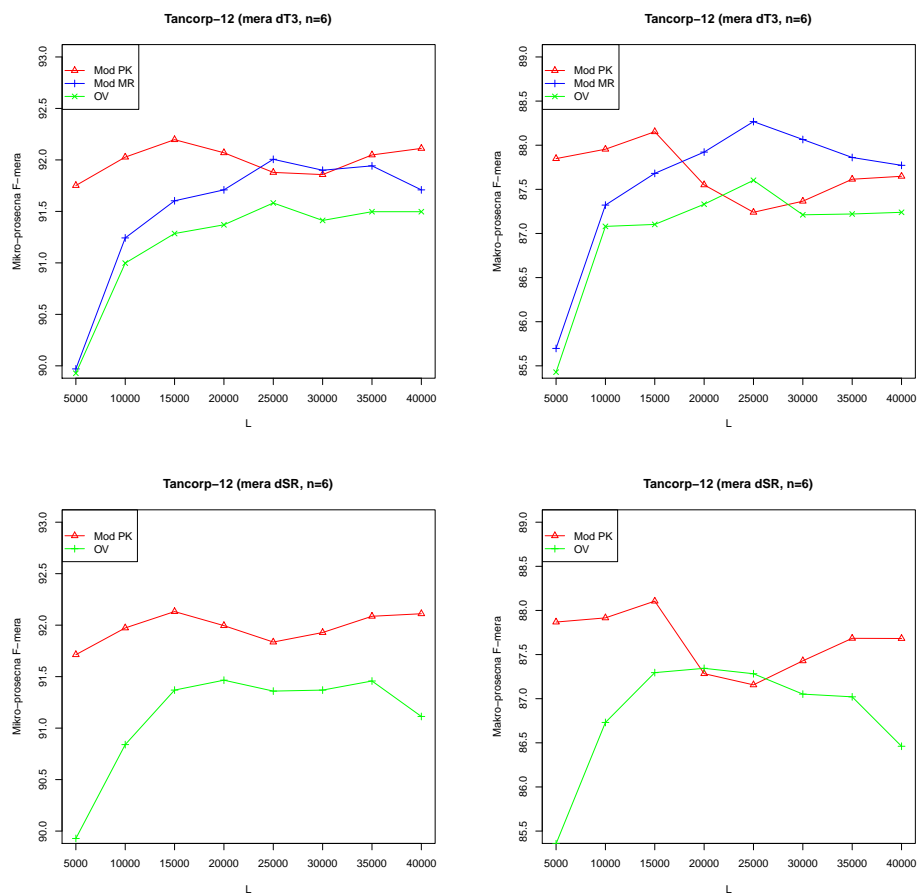 Tancorp-12 (mera dT3, n=6)
Mikro-prosecna F-mera
93.0
92.5
92.0
91.5
91.0
90.5
90.0
Mod PK
Mod MR
OV
5000 10000 15000 20000 25000 30000 35000 40000
L
Tancorp-12 (mera dT3, n=6)
Makro-prosecna F-mera
89.0
88.5
88.0
87.5
87.0
86.5
86.0
85.5
Mod PK
Mod MR
OV
5000 10000 15000 20000 25000 30000 35000 40000
L
Tancorp-12 (mera dSR, n=6)
Mikro-prosecna F-mera
93.0
92.5
92.0
91.5
91.0
90.5
90.0
Mod PK
OV
5000 10000 15000 20000 25000 30000 35000 40000
L
Tancorp-12 (mera dSR, n=6)
Makro-prosecna F-mera
89.0
88.5
88.0
87.5
87.0
86.5
86.0
85.5
Mod PK
OV
5000 10000 15000 20000 25000 30000 35000 40000
L